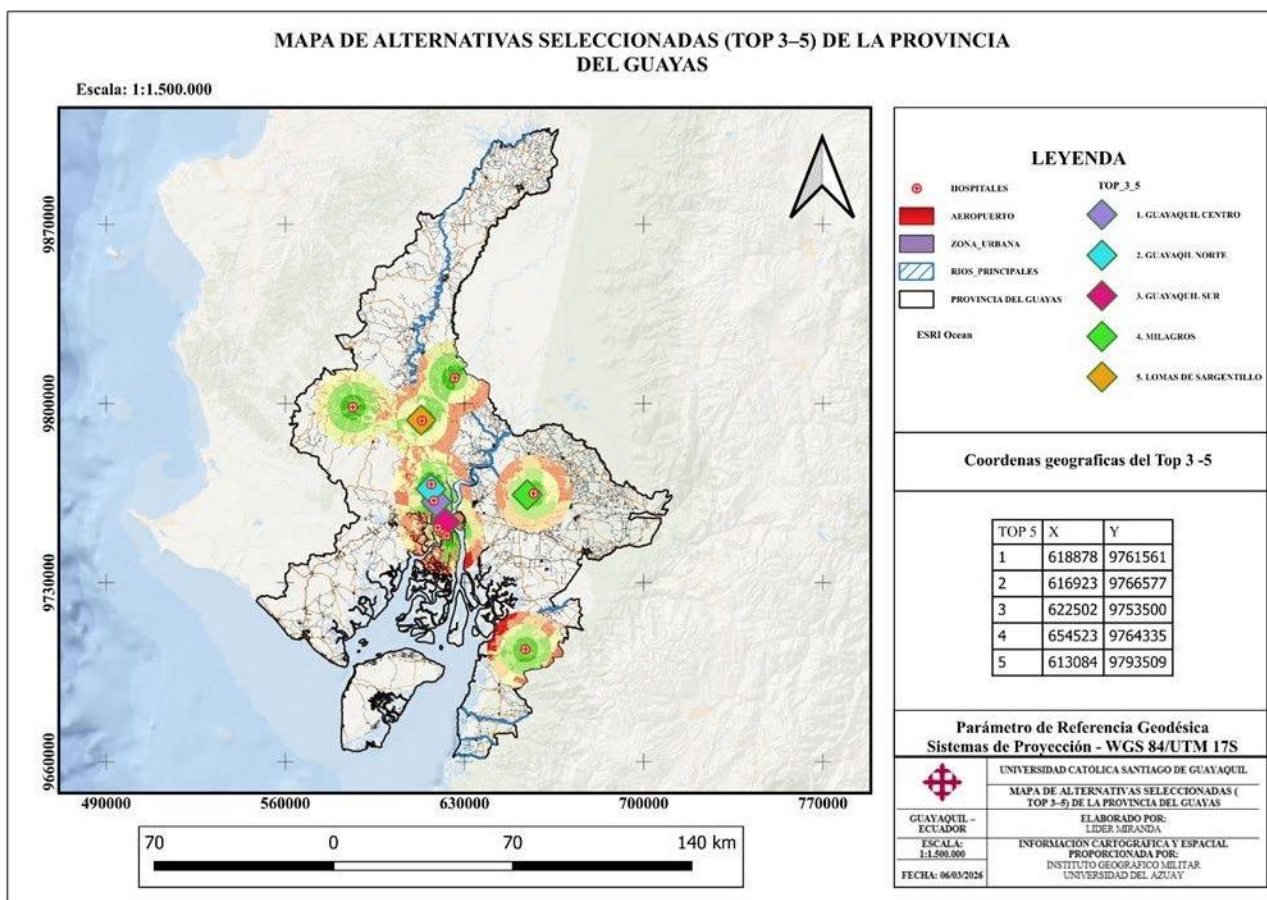 MAPA DE ALTERNATIVAS SELECCIONADAS (TOP 3–5) DE LA PROVINCIA
DEL GUAYAS
Escala: 1:1.500.000
9870000
9800000
9730000
9660000
490000 560000 630000 700000 770000
70 0 70 140 km
LEYENDA
HOSPITALES
AEROPUERTO
ZONA_URBANA
RIOS_PRINCIPALES
PROVINCIA DEL GUAYAS
ESRI Ocean
TOP_3_5
1. GUAYAQUIL CENTRO
2. GUAYAQIL NORTE
3. GUAYAQUIL SUR
4. MILAGROS
5. LOMAS DE SARGENTILLO
Coordenas geograficas del Top 3 -5
TOP 5 X Y
1 618878 9761561
2 616923 9766577
3 622502 9753500
4 654523 9764335
5 613084 9793509
Parámetro de Referencia Geodésica
Sistemas de Proyección - WGS 84/UTM 17S
UNIVERSIDAD CATÓLICA SANTIAGO DE GUAYAQUIL
MAPA DE ALTERNATIVAS SELECCIONADAS (
TOP 3–5) DE LA PROVINCIA DEL GUAYAS
GUAYAQUIL –
ECUADOR
ELABORADO POR:
LIDER MIRANDA
ESCALA:
1:1.500.000
INFORMACIÓN CARTOGRAFICA Y ESPACIAL
PROPORCIONADA POR:
INSTITUTO GEOGRAFICO MILITAR
UNIVERSIDAD DEL AZUAY
FECHA: 06/03/2026